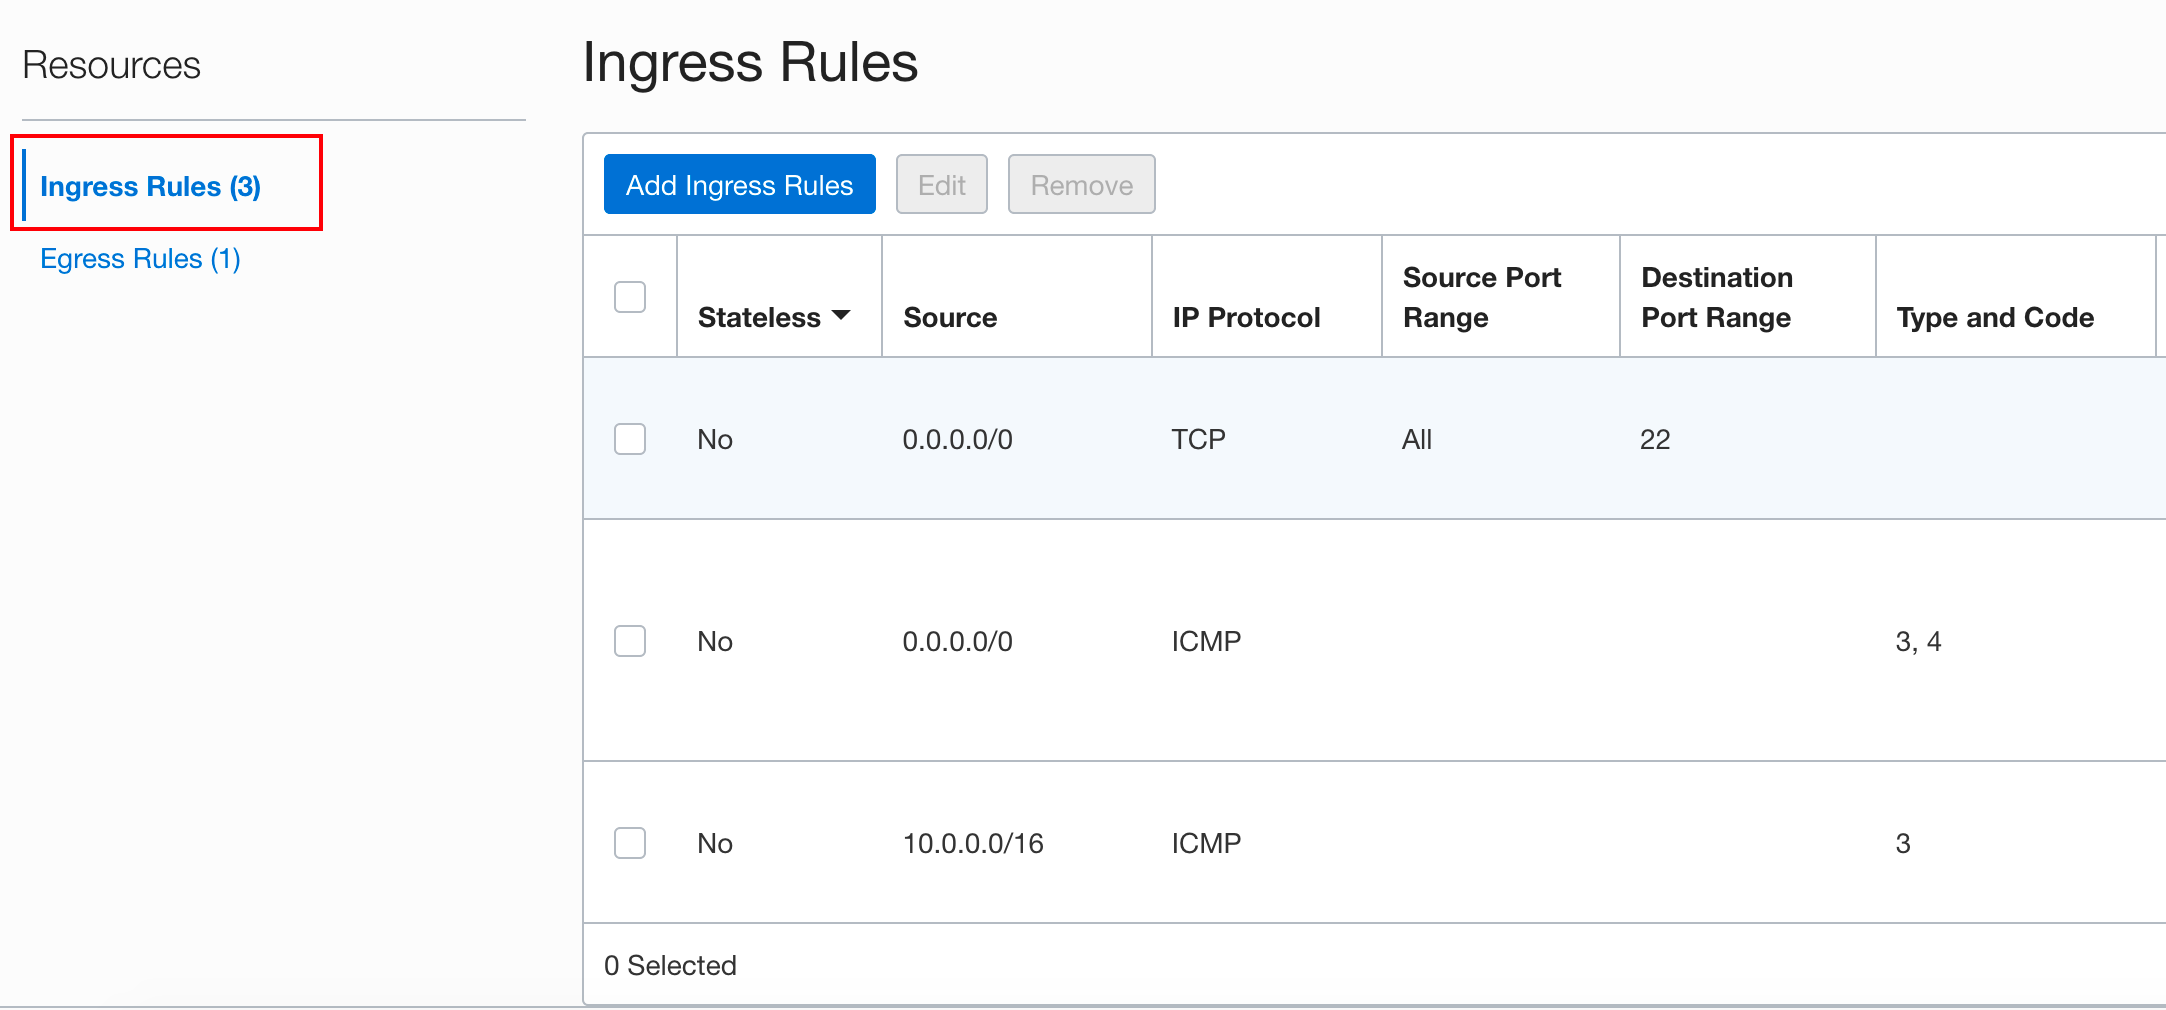 Resources
Ingress Rules (3)
Egress Rules (1)
Ingress Rules
Add Ingress Rules Edit Remove
Stateless Source IP Protocol Source Port Range Destination Port Range Type and Code
No 0.0.0.0/0 TCP All 22
No 0.0.0.0/0 ICMP 3, 4
No 10.0.0.0/16 ICMP 3
0 Selected